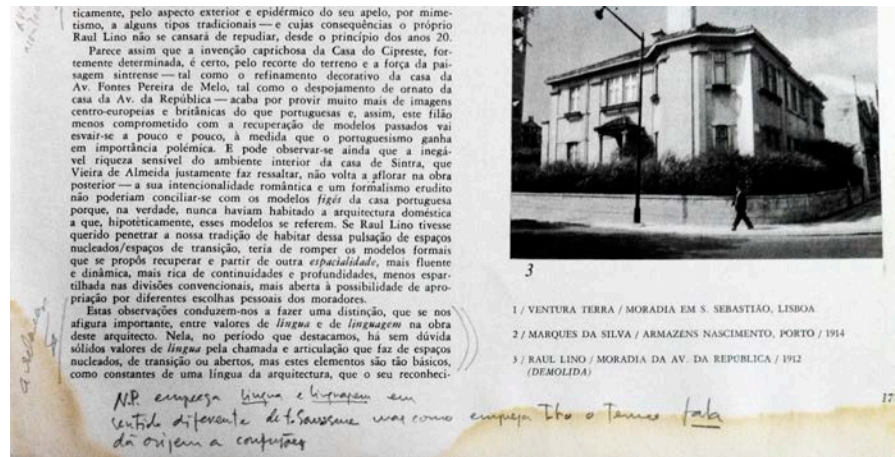 ticamente, pelo aspecto exterior e epidérmico do seu apelo, por mime-
tismo, a alguns tipos tradicionais — e cujas consequências o próprio
Raul Lino não se cansará de repudiar, desde o princípio dos anos 20.
Parece assim que a invenção caprichosa da Casa do Cipreste, for-
temente determinada, é certo, pelo recorte do terreno e a força da pai-
sagem sintrense — tal como o refinamento decorativo da casa da
Av. Fontes Pereira de Melo, tal como o despojamento de ornato da
casa da Av. da República — acaba por provir muito mais de imagens
centro-europeias e britânicas do que portuguesas e, assim, este filão
menos comprometido com a recuperação de modelos passados vai
esvair-se a pouco e pouco, à medida que o portuguesismo ganha
em importância polémica. E pode observar-se ainda que a inegá-
vel riqueza sensível do ambiente interior da casa de Sintra, que
Vieira de Almeida justamente faz ressaltar, não volta a aflorar na obra
posterior — a sua intencionalidade romântica e um formalismo erudito
não poderiam conciliar-se com os modelos figés da casa portuguesa
porque, na verdade, nunca haviam habitado a arquitectura doméstica
a que, hipotèticamente, esses modelos se referem. Se Raul Lino tivesse
querido penetrar a nossa tradição de habitar dessa pulsação de espaços
nucleados/espaços de transição, teria de romper os modelos formais
que se propôs recuperar e partir de outra espacialidade, mais fluente
e dinâmica, mais rica de continuidades e profundidades, menos espar-
tilhada nas divisões convencionais, mais aberta à possibilidade de apro-
priação por diferentes escolhas pessoais dos moradores.
Estas observações conduzem-nos a fazer uma distinção, que se nos
afigura importante, entre valores de língua e de linguagem na obra
deste arquitecto. Nela, no período que destacamos, há sem dúvida
sólidos valores de língua pela chamada e articulação que faz de espaços
nucleados, de transição ou abertos, mas estes elementos são tão básicos,
como constantes de uma língua da arquitectura, que o seu reconheci-
3
1 / VENTURA TERRA / MORADIA EM S. SEBASTIÃO, LISBOA
2 / MARQUES DA SILVA / ARMAZENS NASCIMENTO, PORTO / 1914
3 / RAUL LINO / MORADIA DA AV. DA REPÚBLICA / 1912
(DEMOLIDA)
17
N.P. emprega língua e linguagem em
sentido diferente de Saussure mas como emprega o termo fala
dá origem a confusões